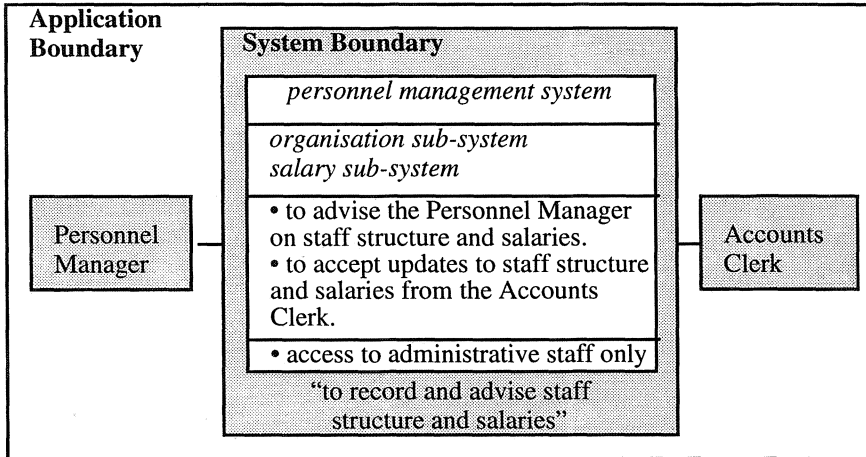 Application
Boundary
System Boundary
personnel management system
organisation sub-system
salary sub-system
• to advise the Personnel Manager
on staff structure and salaries.
• to accept updates to staff structure
and salaries from the Accounts
Clerk.
• access to administrative staff only
“to record and advise staff
structure and salaries”
Personnel
Manager
Accounts
Clerk